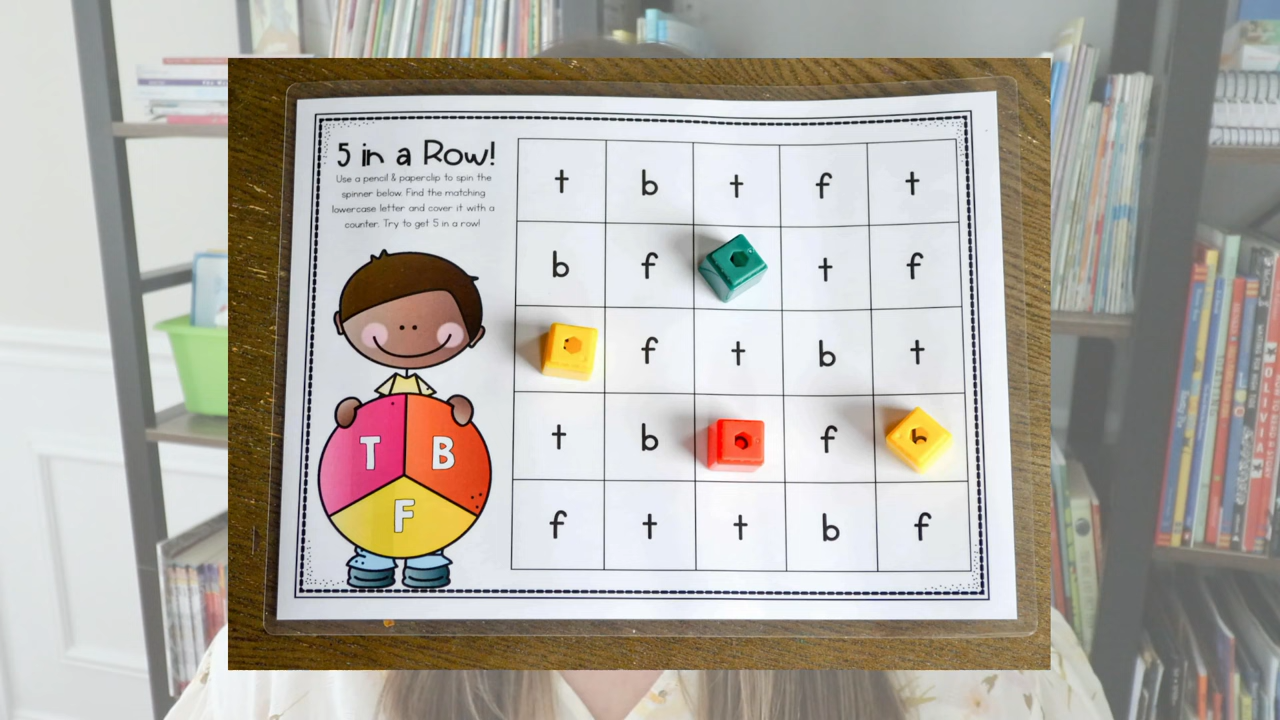 5 in a Row!
Use a pencil & paperclip to spin the
spinner below. Find the matching
lowercase letter and cover it with a
counter. Try to get 5 in a row!
T B
F
t b t f t
b f t f
f t b t
t b f
f t t b f